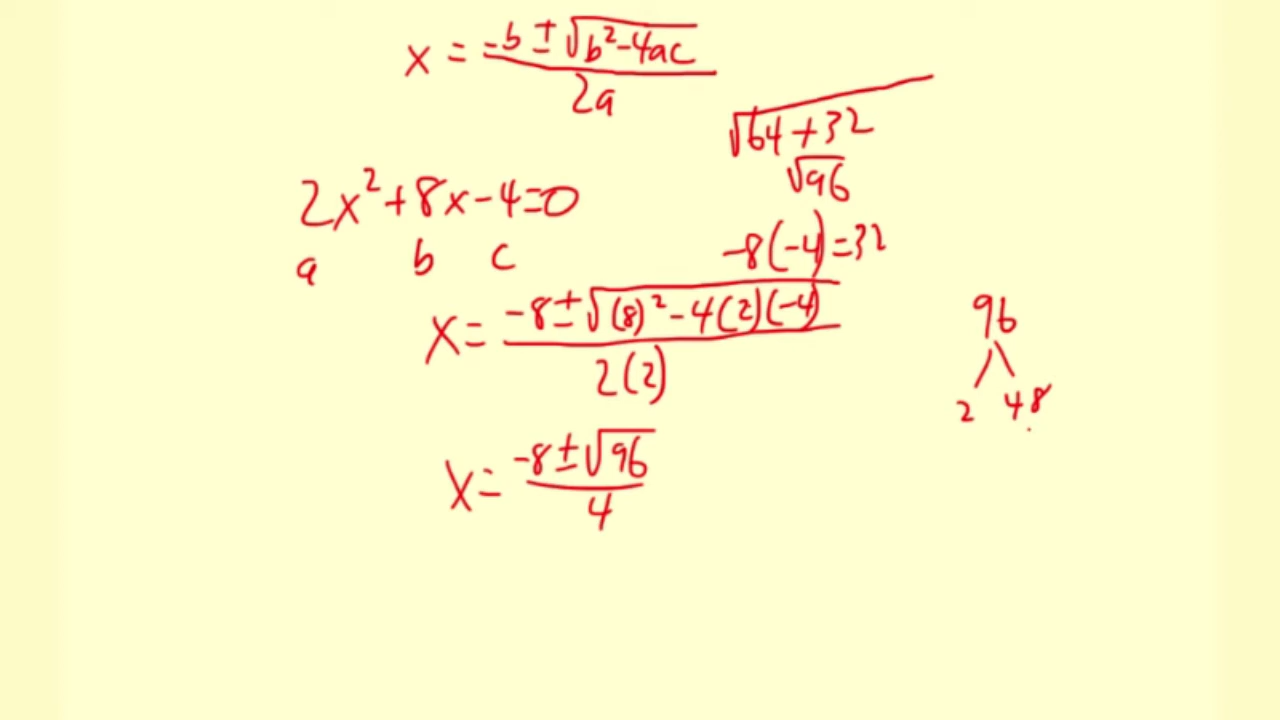 x = -b ± √b² - 4ac
2a
√64 + 32
√96
2x² + 8x - 4 = 0
a b c
-8(-4) = 32
x = -8 ± √(8)² - 4(2)(-4)
2(2)
96
2 48
x = -8 ± √96
4